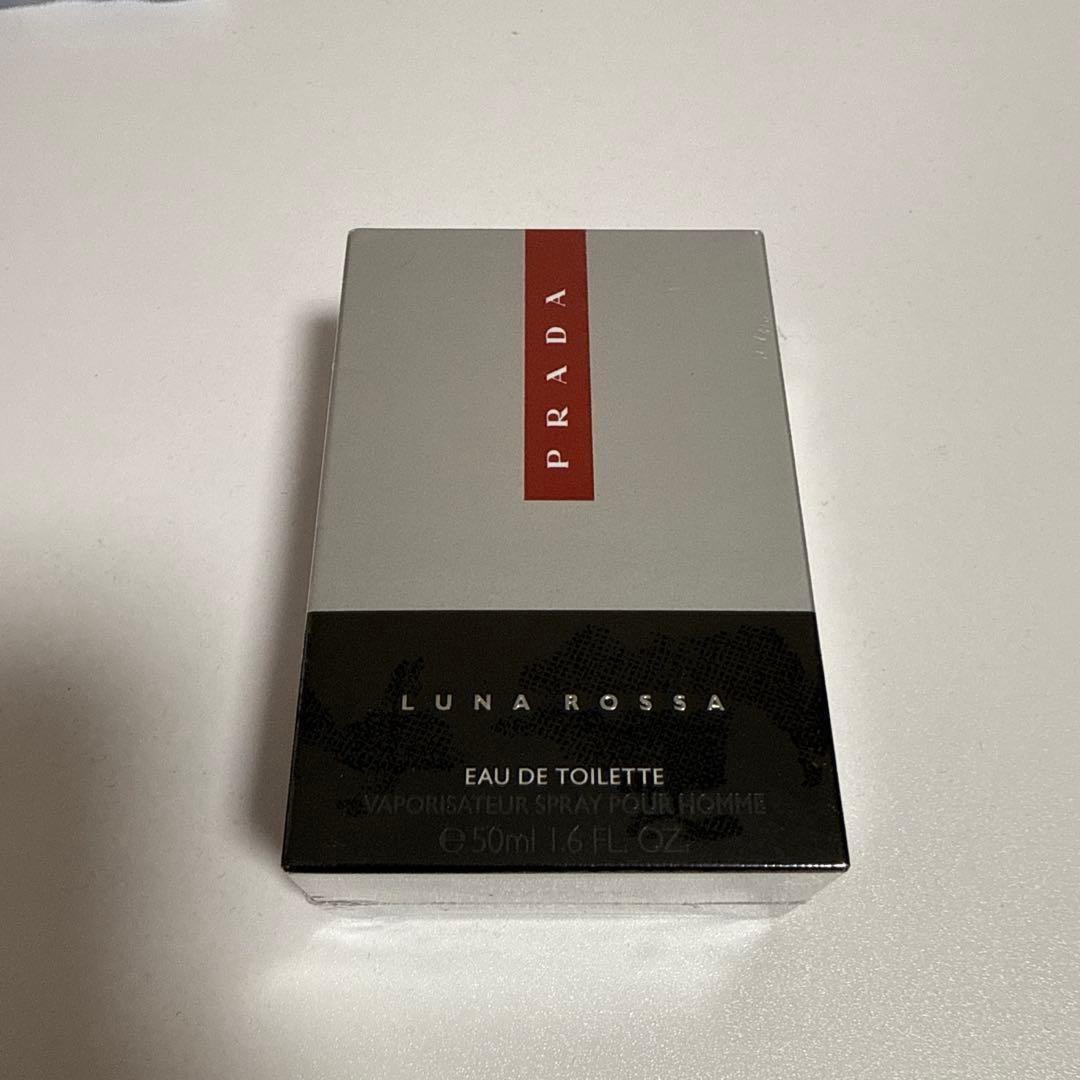 PRADA
LUNA ROSSA
EAU DE TOILETTE
VAPORISATEUR SPRAY POUR HOMME
℮50ml 1.6 FL. OZ.